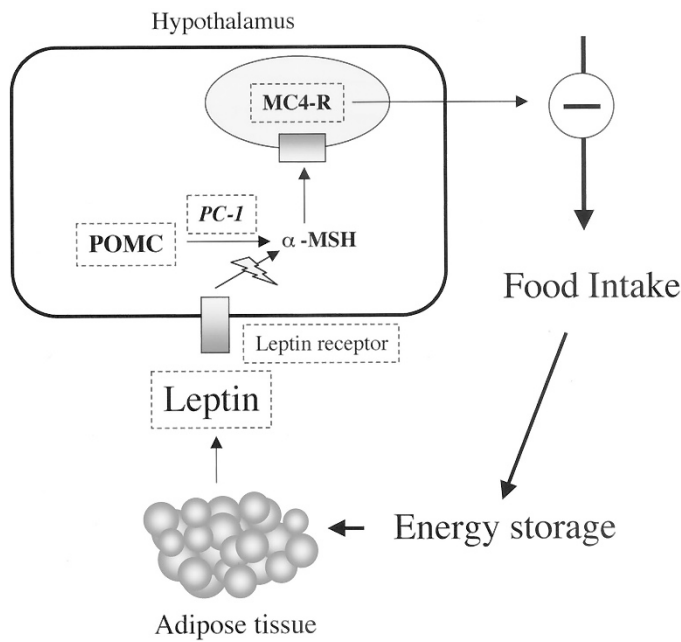 Hypothalamus
MC4-R
PC-1
POMC
α-MSH
Food Intake
Leptin receptor
Leptin
Energy storage
Adipose tissue